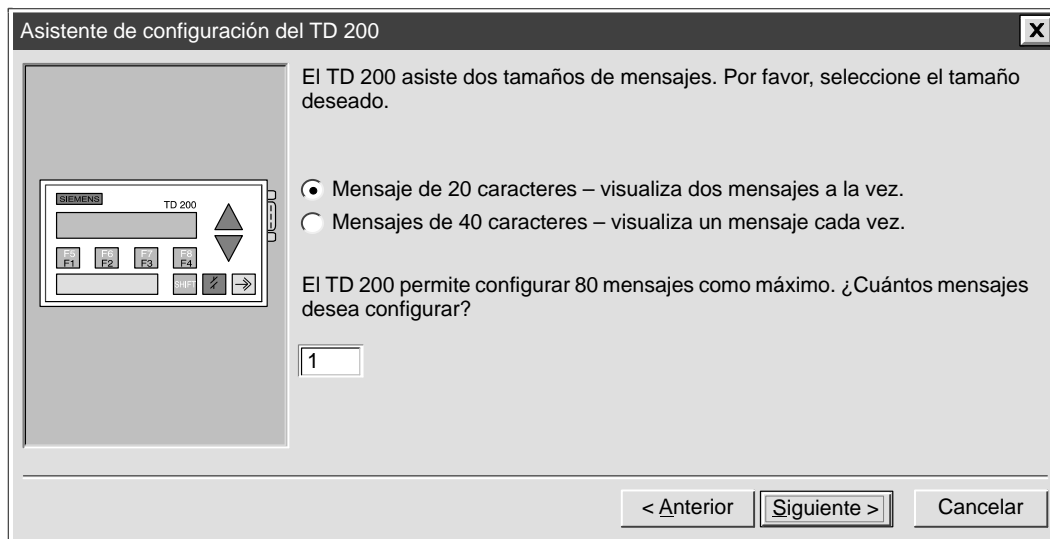 Asistente de configuración del TD 200
X
El TD 200 asiste dos tamaños de mensajes. Por favor, seleccione el tamaño
deseado.
Mensaje de 20 caracteres – visualiza dos mensajes a la vez.
Mensajes de 40 caracteres – visualiza un mensaje cada vez.
SIEMENS
TD 200
F5 F6 F7 F8
F1 F2 F3 F4
SHIFT
El TD 200 permite configurar 80 mensajes como máximo. ¿Cuántos mensajes
desea configurar?
1
< Anterior
Siguiente >
Cancelar